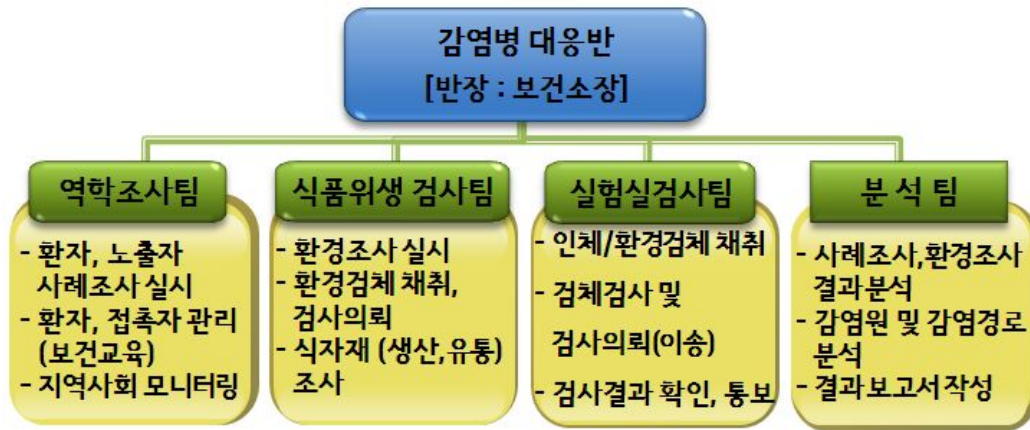 감염병 대응반
[반장 : 보건소장]
역학조사팀
- 환자, 노출자
사례조사 실시
- 환자, 접촉자 관리
(보건교육)
- 지역사회 모니터링
식품위생 검사팀
- 환경조사 실시
- 환경검체 채취,
검사의뢰
- 식자재 (생산,유통)
조사
실험실검사팀
- 인체/환경검체 채취
- 검체검사 및
검사의뢰(이송)
- 검사결과 확인, 통보
분 석 팀
- 사례조사,환경조사
결과 분석
- 감염원 및 감염경로
분석
- 결과 보고서 작성